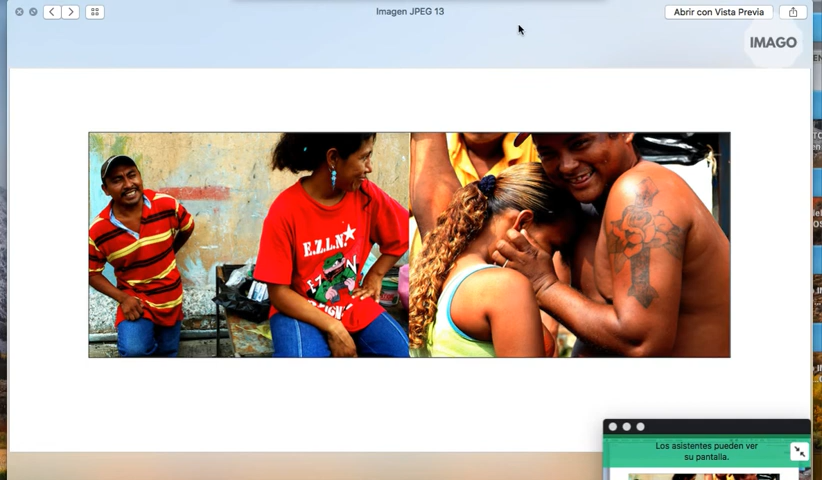 Imagen JPEG 13
Abrir con Vista Previa
IMAGO
E.Z.L.N.
Los asistentes pueden ver
su pantalla.